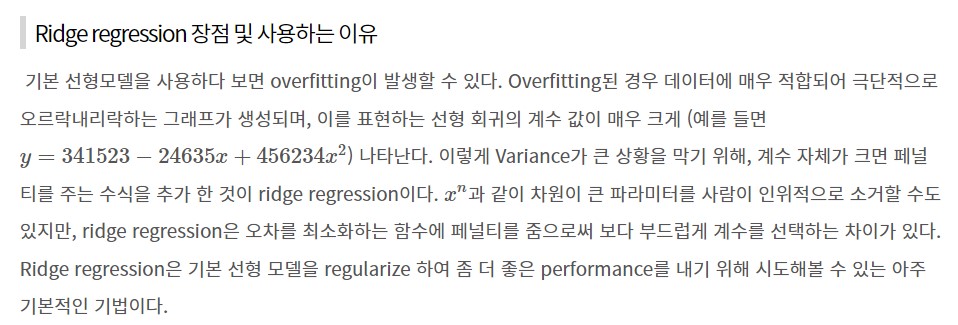 Ridge regression 장점 및 사용하는 이유
기본 선형모델을 사용하다 보면 overfitting이 발생할 수 있다. Overfitting된 경우 데이터에 매우 적합되어 극단적으로
오르락내리락하는 그래프가 생성되며, 이를 표현하는 선형 회귀의 계수 값이 매우 크게 (예를 들면
y = 341523 − 24635x + 456234x²) 나타난다. 이렇게 Variance가 큰 상황을 막기 위해, 계수 자체가 크면 페널
티를 주는 수식을 추가 한 것이 ridge regression이다. xⁿ과 같이 차원이 큰 파라미터를 사람이 인위적으로 소거할 수도
있지만, ridge regression은 오차를 최소화하는 함수에 페널티를 줌으로써 보다 부드럽게 계수를 선택하는 차이가 있다.
Ridge regression은 기본 선형 모델을 regularize 하여 좀 더 좋은 performance를 내기 위해 시도해볼 수 있는 아주
기본적인 기법이다.